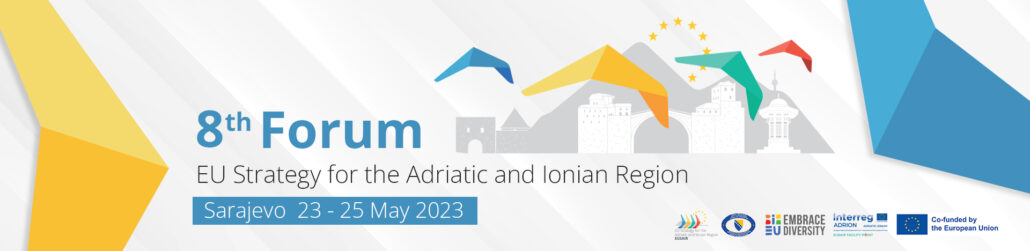 8th Forum
EU Strategy for the Adriatic and Ionian Region
Sarajevo 23 - 25 May 2023
EUSAIR
EMBRACE
DIVERSITY
Interreg
ADRION
Co-funded by
the European Union